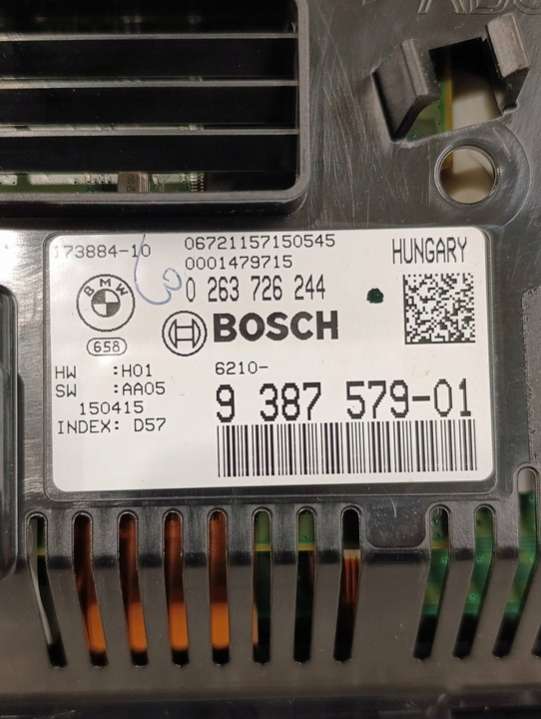 173884-10
06721157150545
HUNGARY
0001479715
0 263 726 244
BMW
658
BOSCH
HW :H01
SW :AA05
150415
INDEX: D57
6210-
9 387 579-01